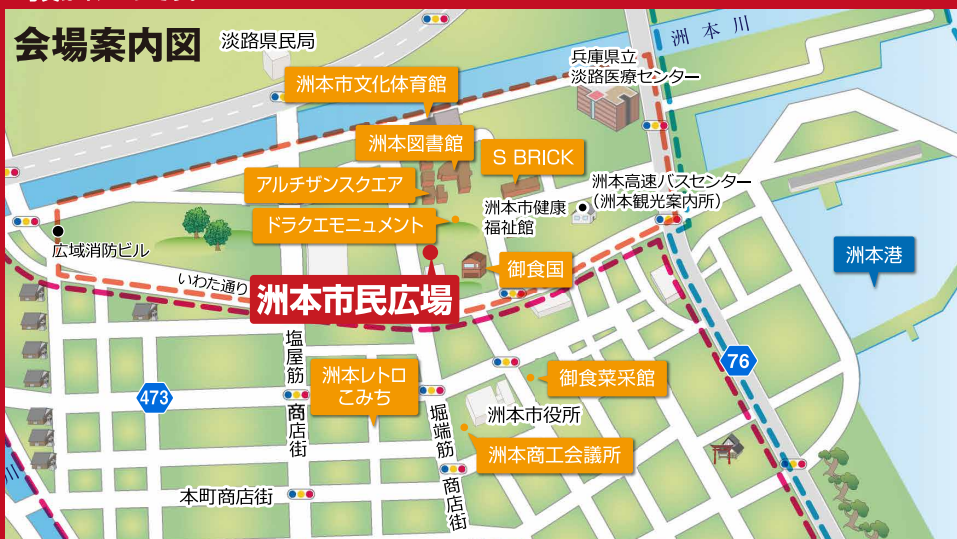 会場案内図
淡路県民局
洲本川
兵庫県立
淡路医療センター
洲本市文化体育館
洲本図書館
S BRICK
アルチザンスクエア
洲本高速バスセンター
（洲本観光案内所）
洲本市健康
福祉館
ドラクエモニュメント
広域消防ビル
御食国
洲本港
いわた通り
洲本市民広場
塩屋筋
商店街
洲本レトロ
こみち
76
473
御食菜采館
洲本市役所
堀端筋
商店街
洲本商工会議所
本町商店街
川